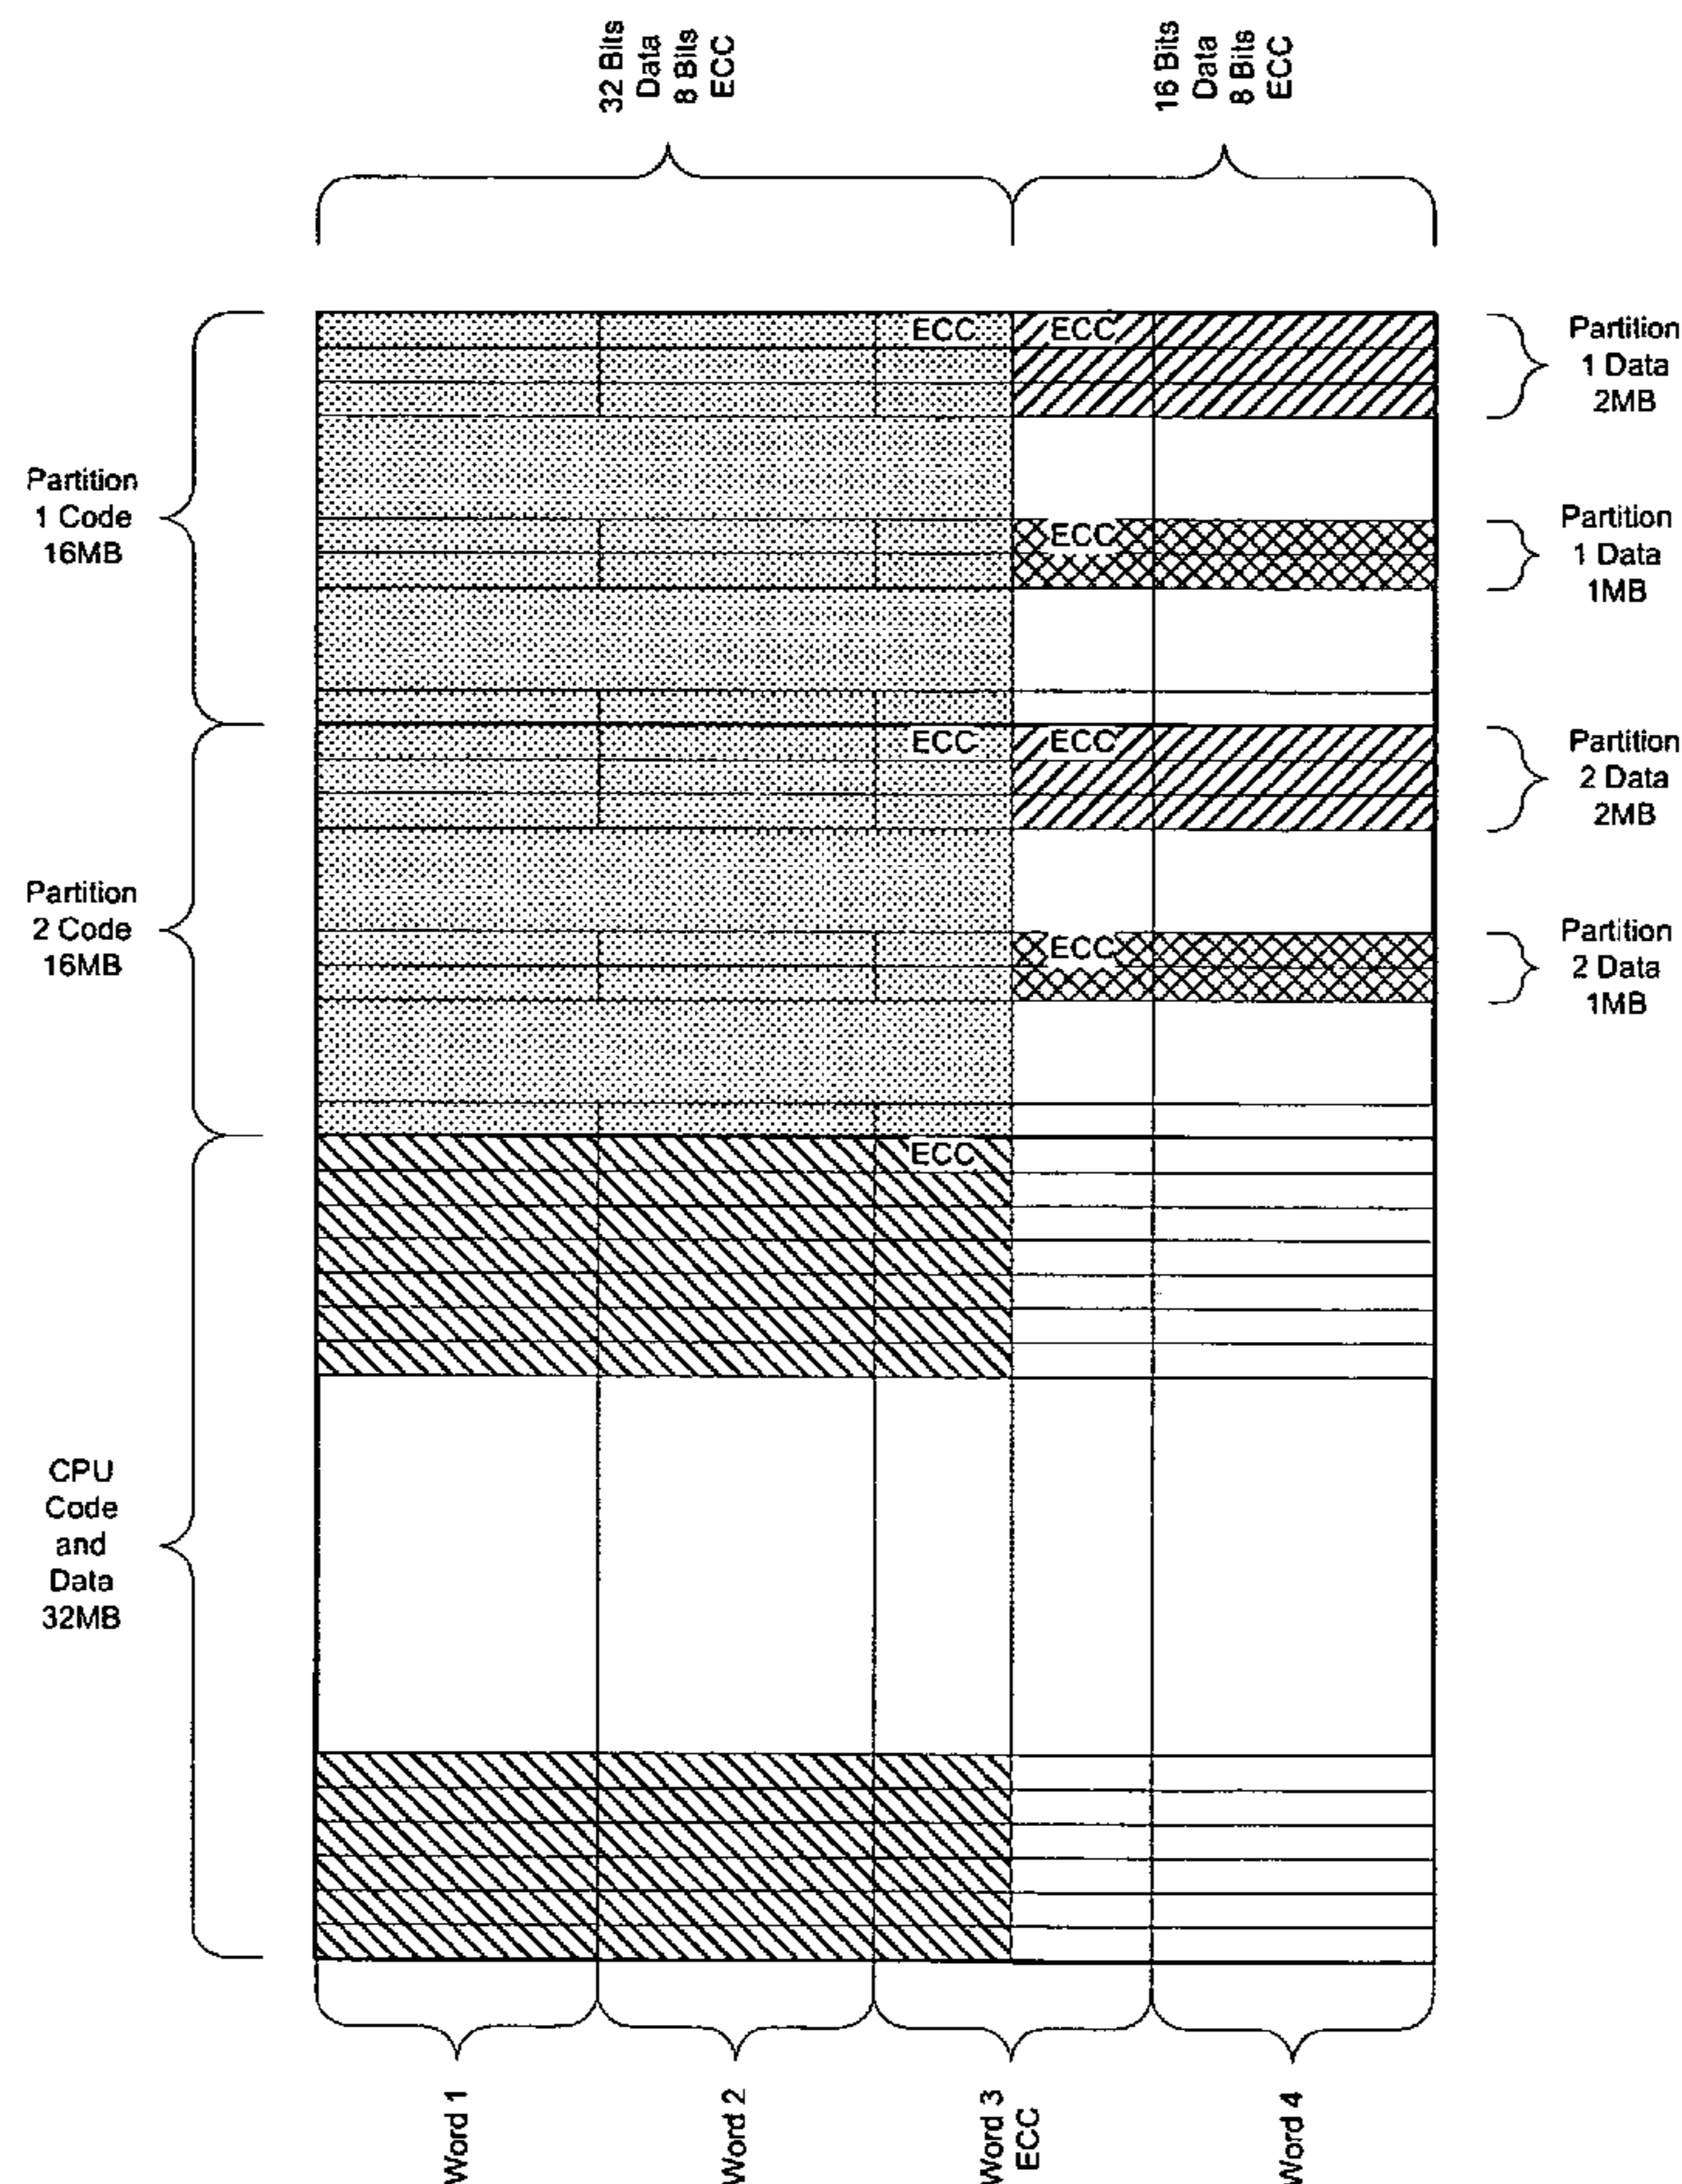 32 Bits
Data
8 Bits
ECC
16 Bits
Data
8 Bits
ECC
ECC
ECC
Partition
1 Data
2MB
Partition
1 Code
16MB
ECC
Partition
1 Data
1MB
ECC
ECC
Partition
2 Data
2MB
Partition
2 Code
16MB
ECC
Partition
2 Data
1MB
ECC
CPU
Code
and
Data
32MB
Word 1
Word 2
Word 3
ECC
Word 4